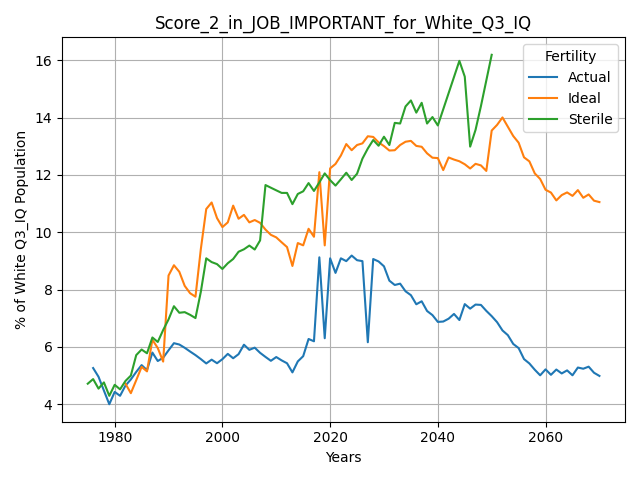 Score_2_in_JOB_IMPORTANT_for_White_Q3_IQ
% of White Q3_IQ Population
16
14
12
10
8
6
4
Fertility
Actual
Ideal
Sterile
1980
2000
2020
2040
2060
Years